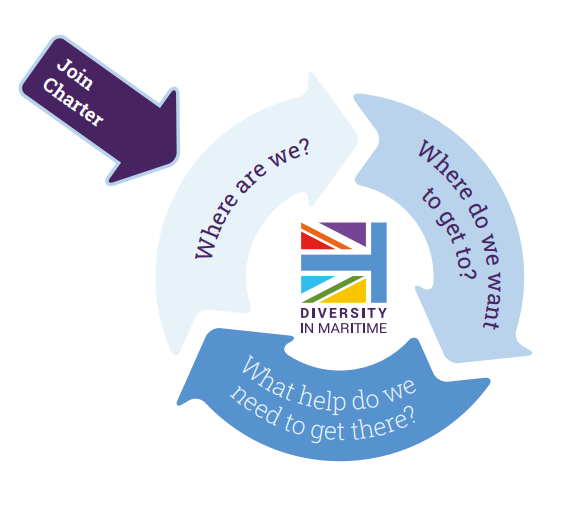 Join
Charter
Where are we?
Where do we want
to get to?
What help do we
need to get there?
DIVERSITY
IN MARITIME